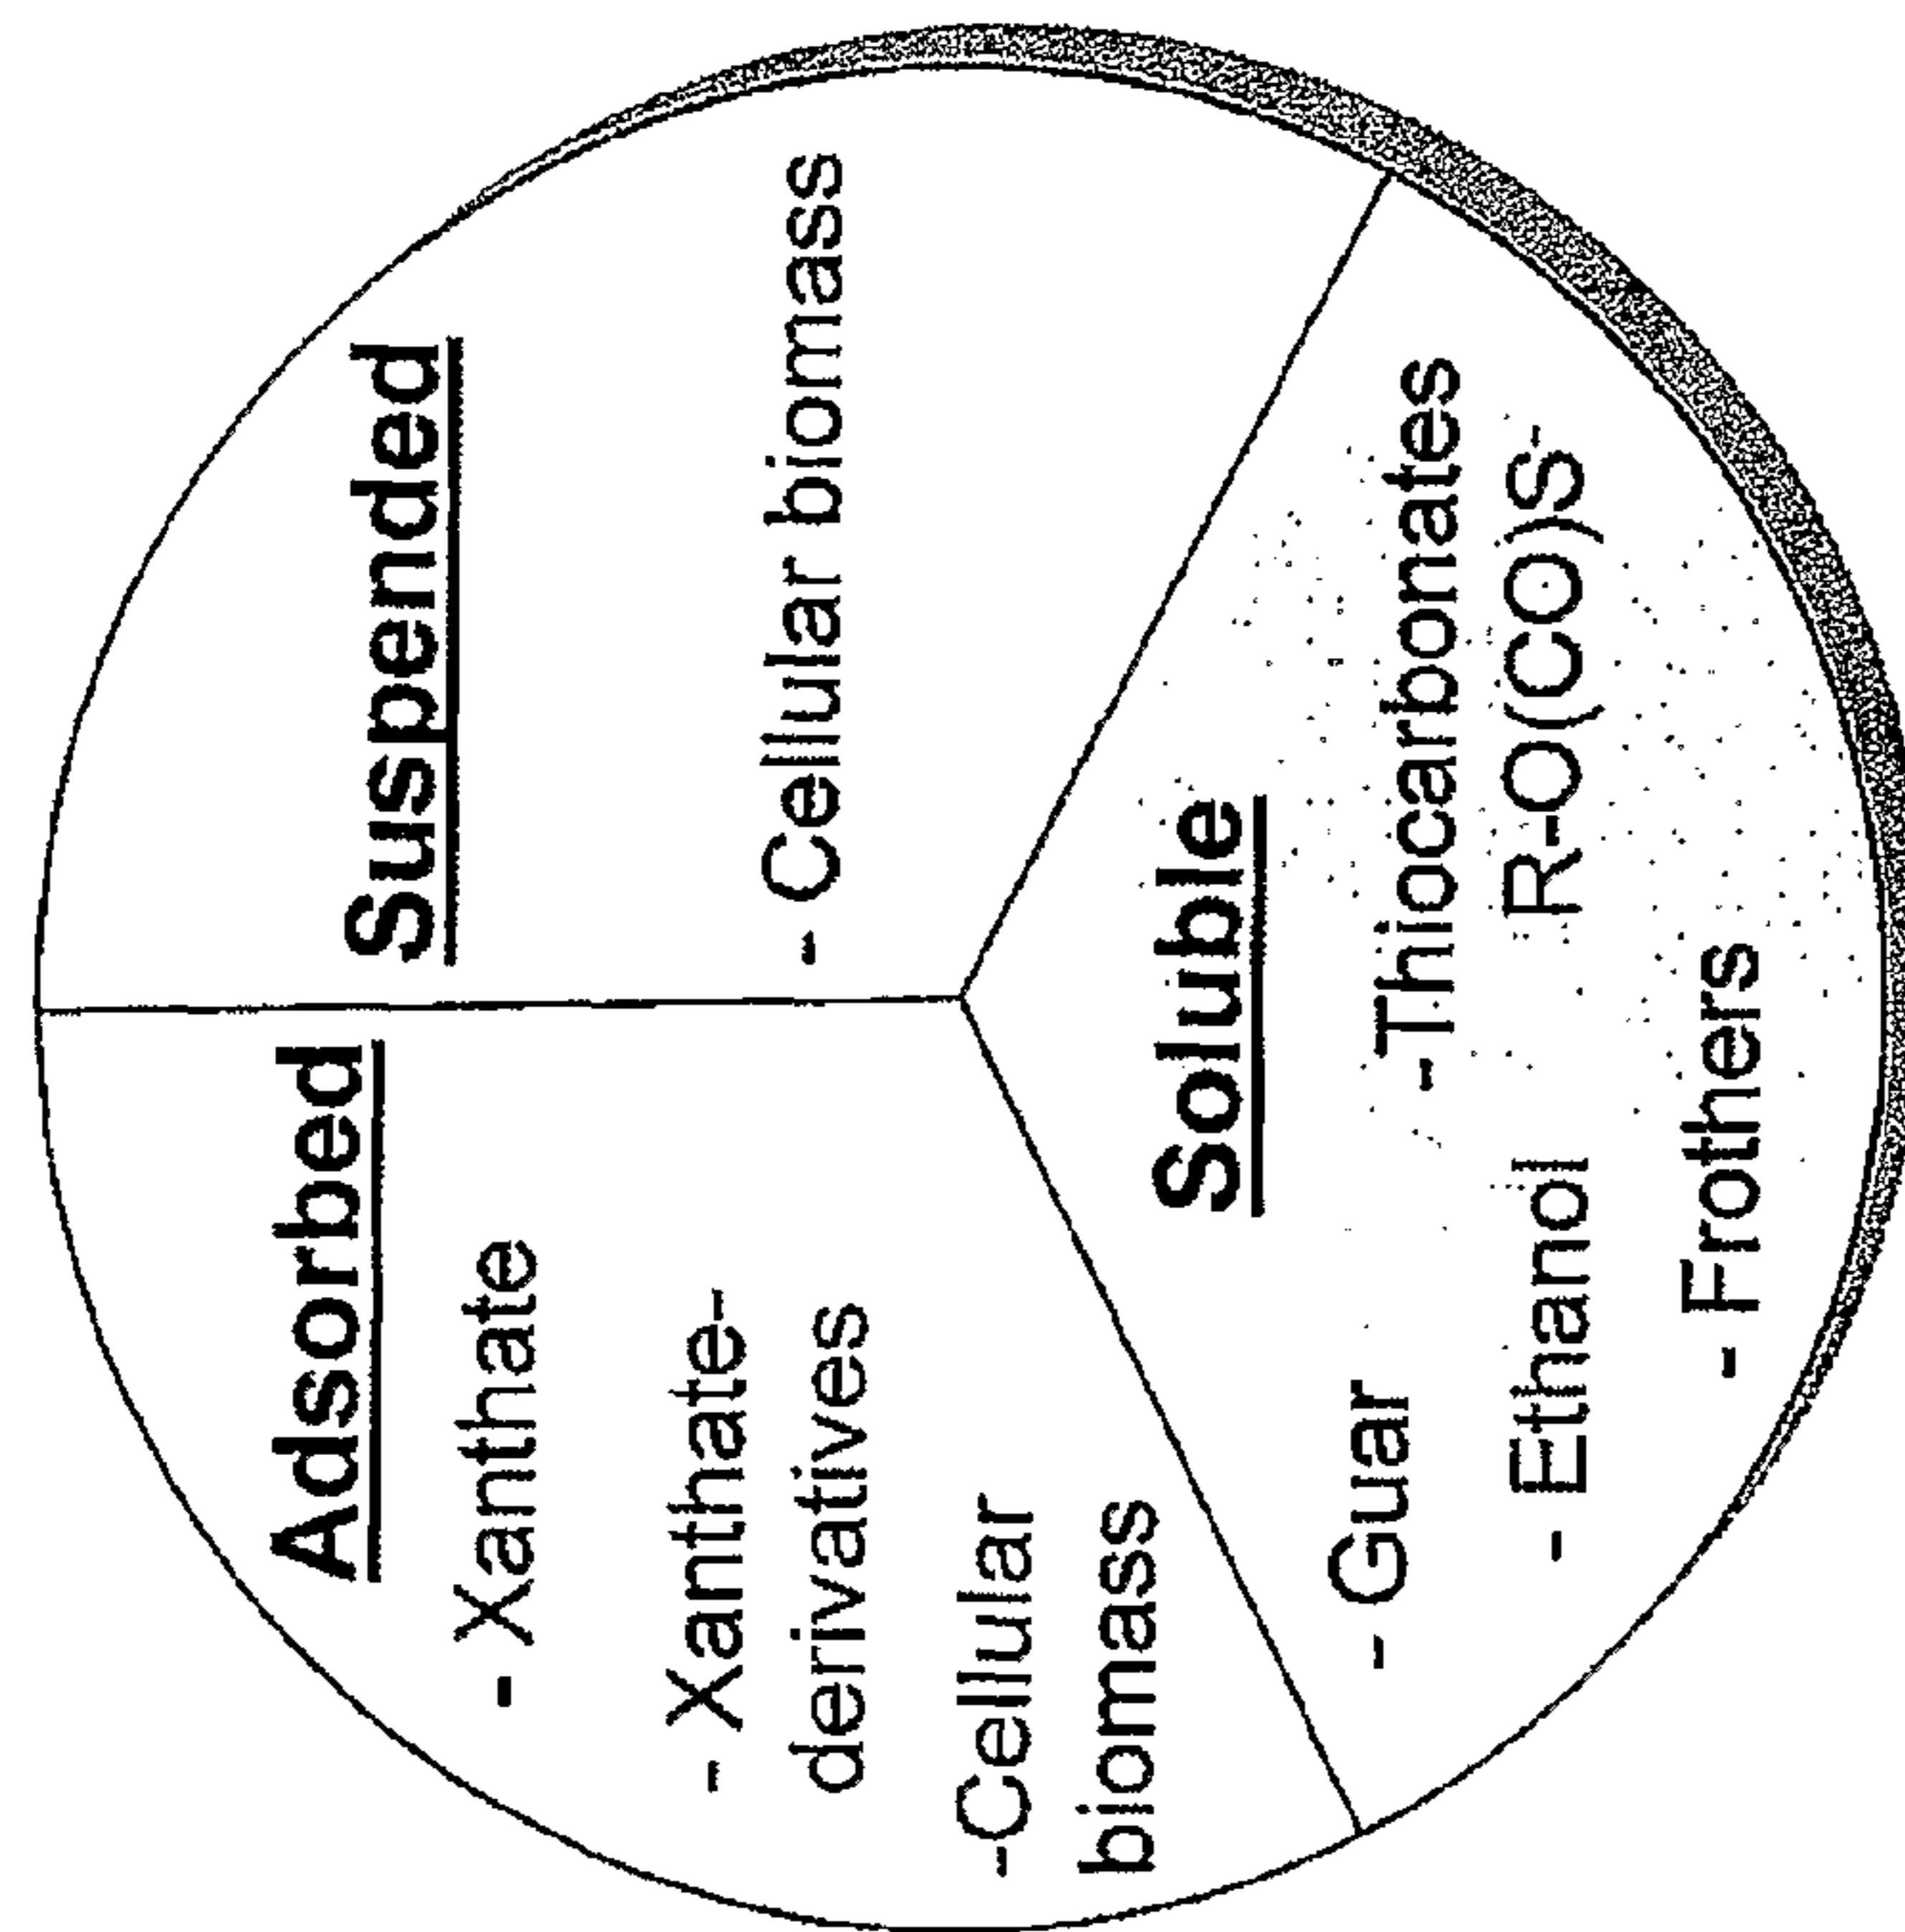 Adsorbed
- Xanthate
- Xanthate-
derivatives
-Cellular
biomass
Suspended
- Cellular biomass
Soluble
- Guar
-Thiocarbonates
R-O(CO)S-
- Ethanol
- Frothers